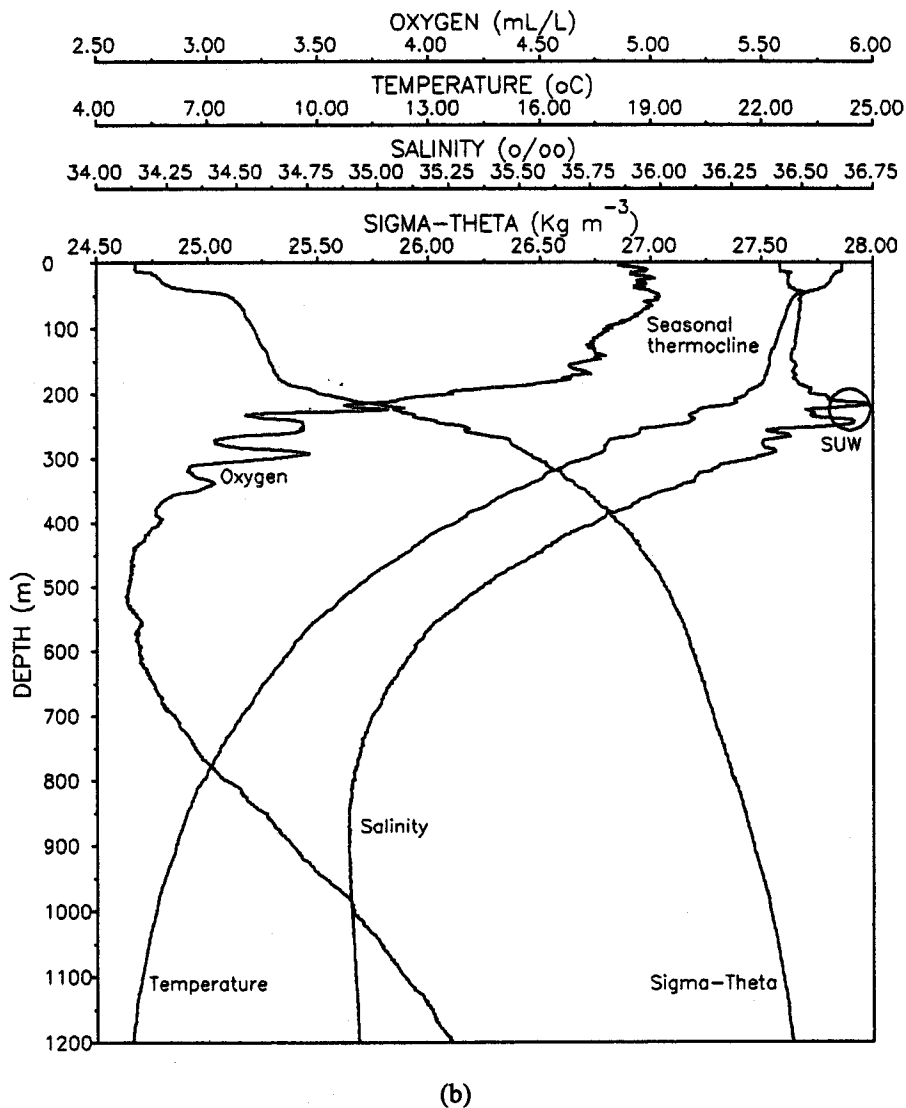 OXYGEN (mL/L)
2.50 3.00 3.50 4.00 4.50 5.00 5.50 6.00
TEMPERATURE (oC)
4.00 7.00 10.00 13.00 16.00 19.00 22.00 25.00
SALINITY (o/oo)
34.00 34.25 34.50 34.75 35.00 35.25 35.50 35.75 36.00 36.25 36.50 36.75
SIGMA-THETA (Kg m⁻³)
24.50 25.00 25.50 26.00 26.50 27.00 27.50 28.00
0
100
200
300
400
500
600
700
800
900
1000
1100
1200
DEPTH (m)
Seasonal
thermocline
SUW
Oxygen
Salinity
Temperature
Sigma-Theta
(b)